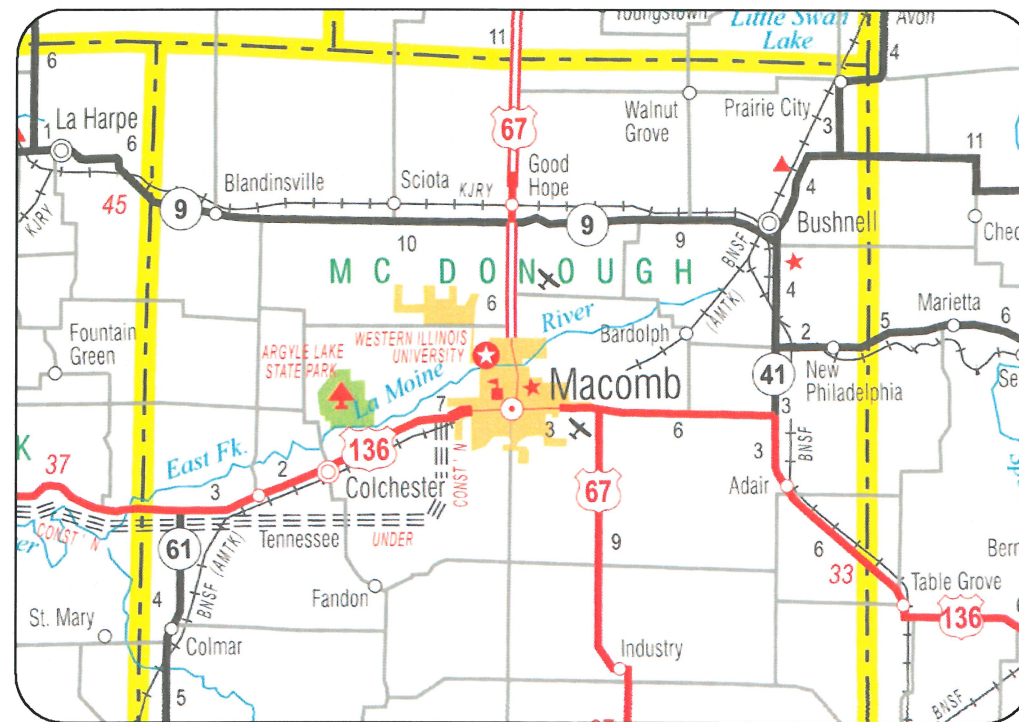 Youngstown
Little Swan
Lake
Avon
11
4
6
La Harpe
1
6
67
Walnut
Grove
Prairie City
3
11
Good
Hope
4
Blandinsville
Sciota
KJRY
45
9
KJRY
9
9
Bushnell
10
BNSF
(AMTK)
MC DONOUGH
4
6
River
Marietta
6
Fountain
Green
WESTERN ILLINOIS
UNIVERSITY
ARGYLE LAKE
STATE PARK
Bardolph
2
5
New
Philadelphia
La Moine
Macomb
41
7
3
6
3
K
136
CONST'N
67
3
BNSF
37
East Fk.
2
Colchester
Adair
3
CONST'N
Tennessee
UNDER
61
BNSF (AMTK)
9
6
33
4
Fandon
Table Grove
St. Mary
136
Colmar
Industry
5
BNSF